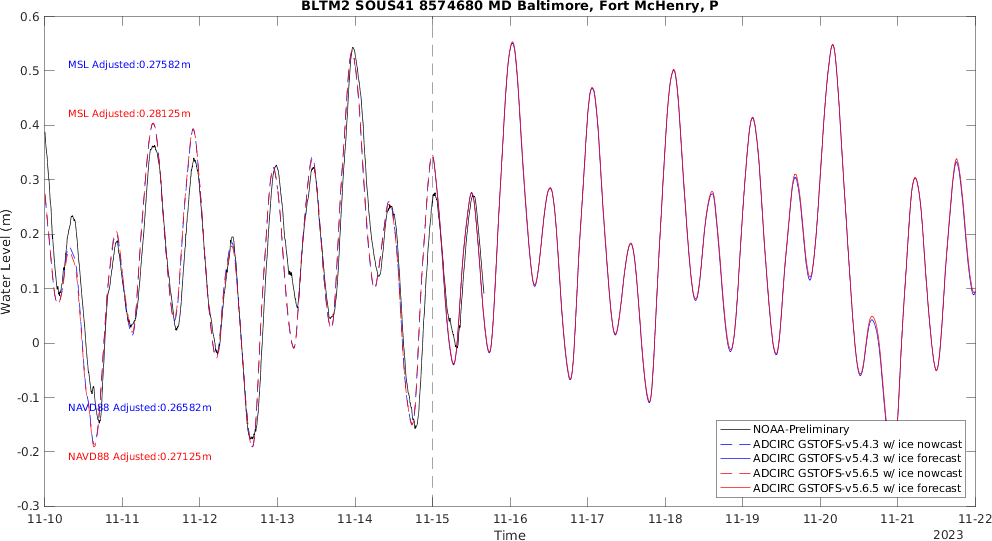 BLTM2 SOUS41 8574680 MD Baltimore, Fort McHenry, P
0.6
0.5
0.4
0.3
0.2
0.1
0
-0.1
-0.2
-0.3
Water Level (m)
MSL Adjusted:0.27582m
MSL Adjusted:0.28125m
NAVD88 Adjusted:0.26582m
NAVD88 Adjusted:0.27125m
NOAA-Preliminary
ADCIRC GSTOFS-v5.4.3 w/ ice nowcast
ADCIRC GSTOFS-v5.4.3 w/ ice forecast
ADCIRC GSTOFS-v5.6.5 w/ ice nowcast
ADCIRC GSTOFS-v5.6.5 w/ ice forecast
11-10 11-11 11-12 11-13 11-14 11-15 11-16 11-17 11-18 11-19 11-20 11-21 11-22
Time
2023